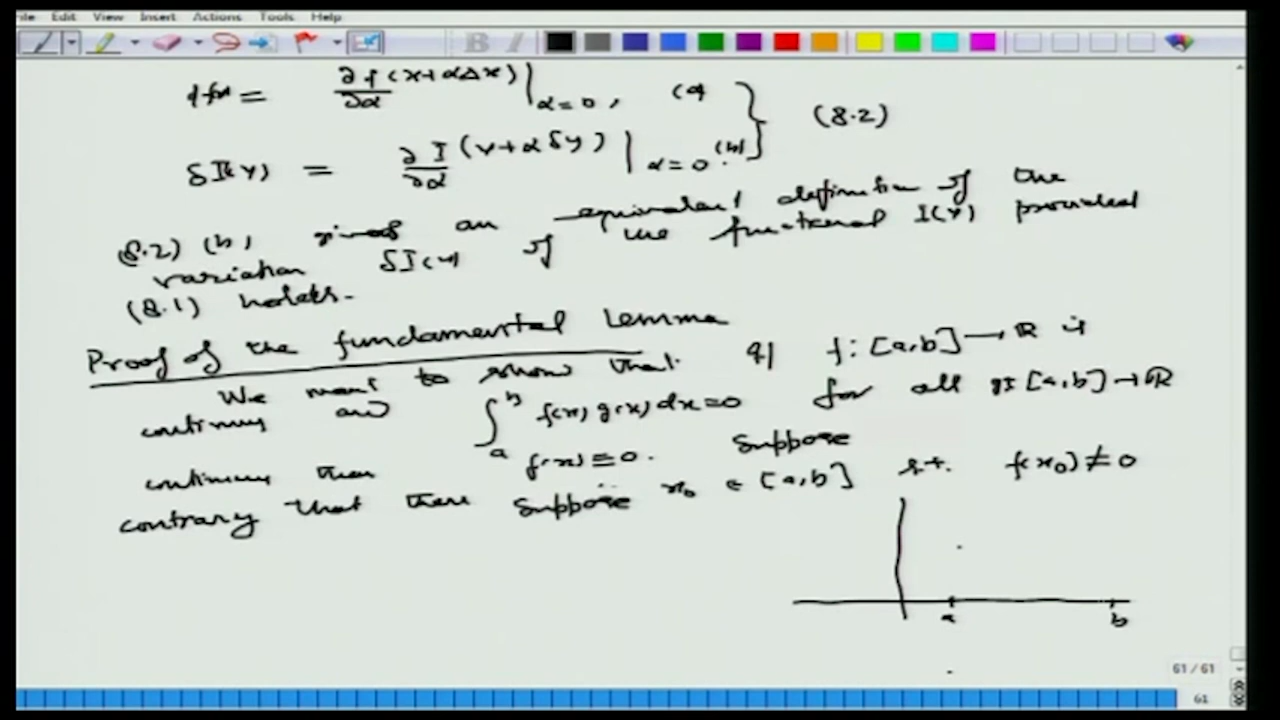 File Edit View Insert Actions Tools Help
df(x) = ∂f/∂α (x+αΔx) |α=0, (a)
δI(y) = ∂I/∂α (y+αδy) |α=0. (b) } (8.2)
(8.2) (b) gives an equivalent definition of the
variation δI(y) of the functional I(y) provided
(8.1) holds.
Proof of the fundamental Lemma
We want to show that if f: [a,b] → ℝ is
continuous and ∫_a^b f(x) g(x) dx = 0 for all g: [a,b] → ℝ
continuous then f(x) ≡ 0. Suppose
contrary that there suppose x₀ ∈ [a,b] s.t. f(x₀) ≠ 0
a b
61 / 61
61